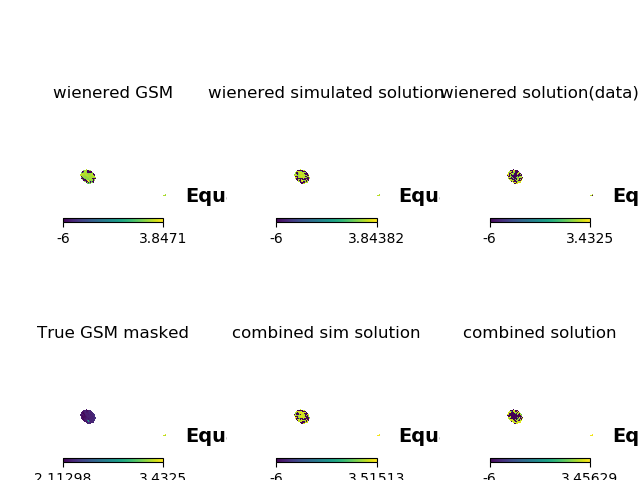 wienered GSM wienered simulated solution wienered solution(data)
Equ Equ Eq
-6 3.8471 -6 3.84382 -6 3.4325
True GSM masked combined sim solution combined solution
Equ Equ Eq
2.11298 3.4325 -6 3.51513 -6 3.45629